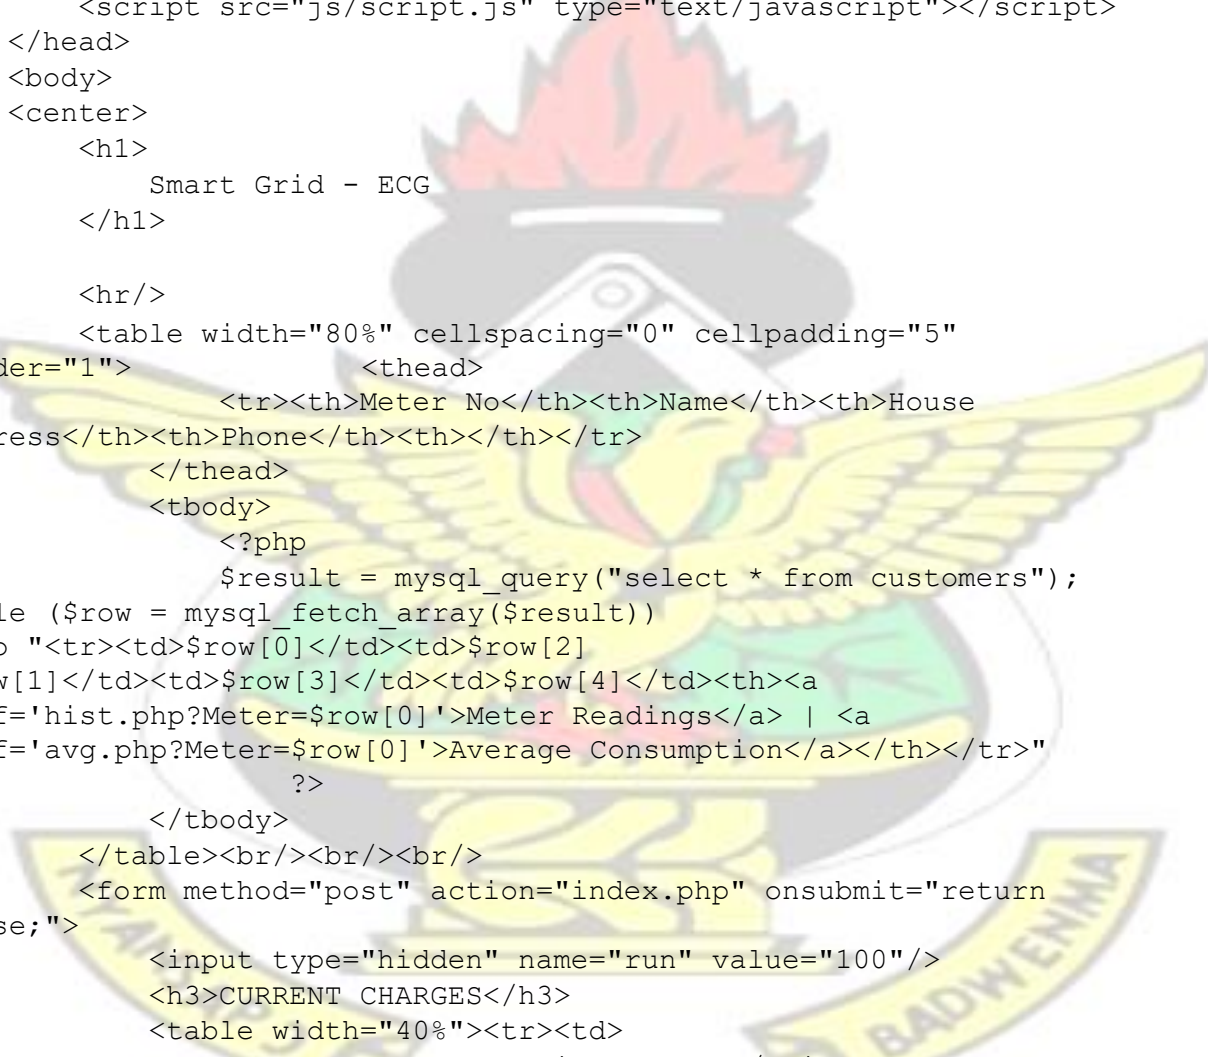 <script src="js/script.js" type="text/javascript"></script>
</head>
<body>
<center>
<h1>
Smart Grid - ECG
</h1>
<hr/>
<table width="80%" cellspacing="0" cellpadding="5"
der="1"> <thead>
<tr><th>Meter No</th><th>Name</th><th>House
ress</th><th>Phone</th><th></th></tr>
</thead>
<tbody>
<?php
$result = mysql_query("select * from customers");
le ($row = mysql_fetch_array($result))
o "<tr><td>$row[0]</td><td>$row[2]
w[1]</td><td>$row[3]</td><td>$row[4]</td><th><a
f='hist.php?Meter=$row[0]'>Meter Readings</a> | <a
f='avg.php?Meter=$row[0]'>Average Consumption</a></th></tr>"
?>
</tbody>
</table><br/><br/><br/>
<form method="post" action="index.php" onsubmit="return
se;">
<input type="hidden" name="run" value="100"/>
<h3>CURRENT CHARGES</h3>
<table width="40%"><tr><td>
BADWENMA